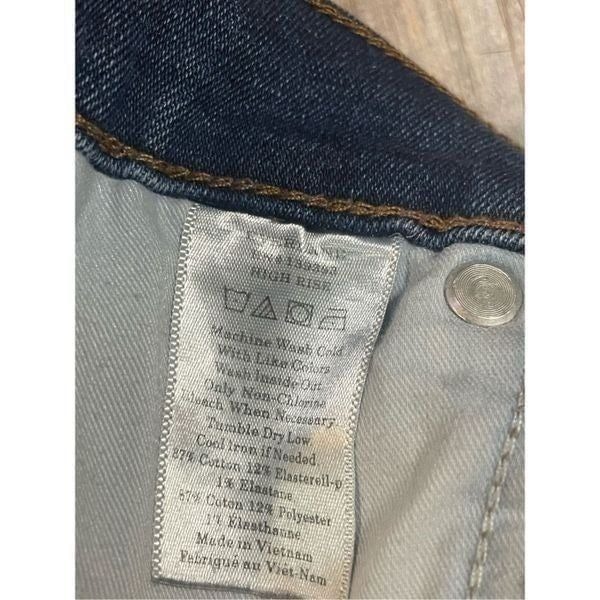 139393
HIGH RISE
Machine Wash Cold
With Like Colors
Wash Inside Out
Only Non-Chlorine
Bleach When Necessary
Tumble Dry Low
Cool Iron if Needed
87% Cotton 12% Elasterell-p
1% Elastane
87% Coton 12% Polyester
1% Elasthanne
Made in Vietnam
Fabriqué au Viet-Nam